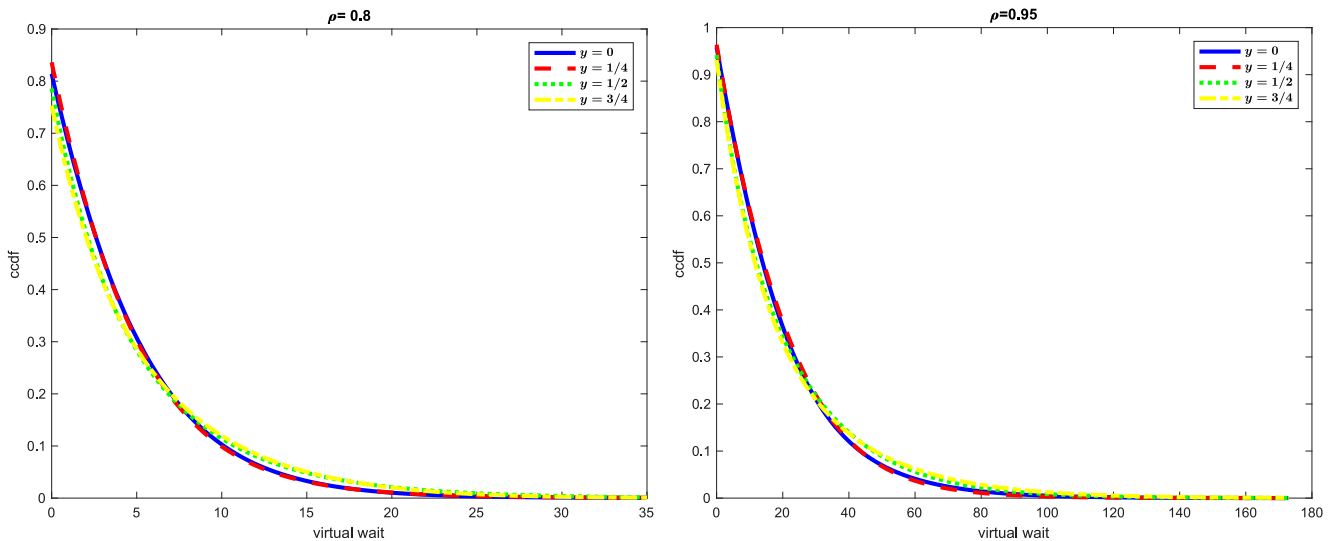 ρ= 0.8
0.9
0.8
0.7
0.6
0.5
0.4
0.3
0.2
0.1
0
ccdf
y = 0
y = 1/4
y = 1/2
y = 3/4
0 5 10 15 20 25 30 35
virtual wait
ρ=0.95
1
0.9
0.8
0.7
0.6
0.5
0.4
0.3
0.2
0.1
0
ccdf
y = 0
y = 1/4
y = 1/2
y = 3/4
0 20 40 60 80 100 120 140 160 180
virtual wait